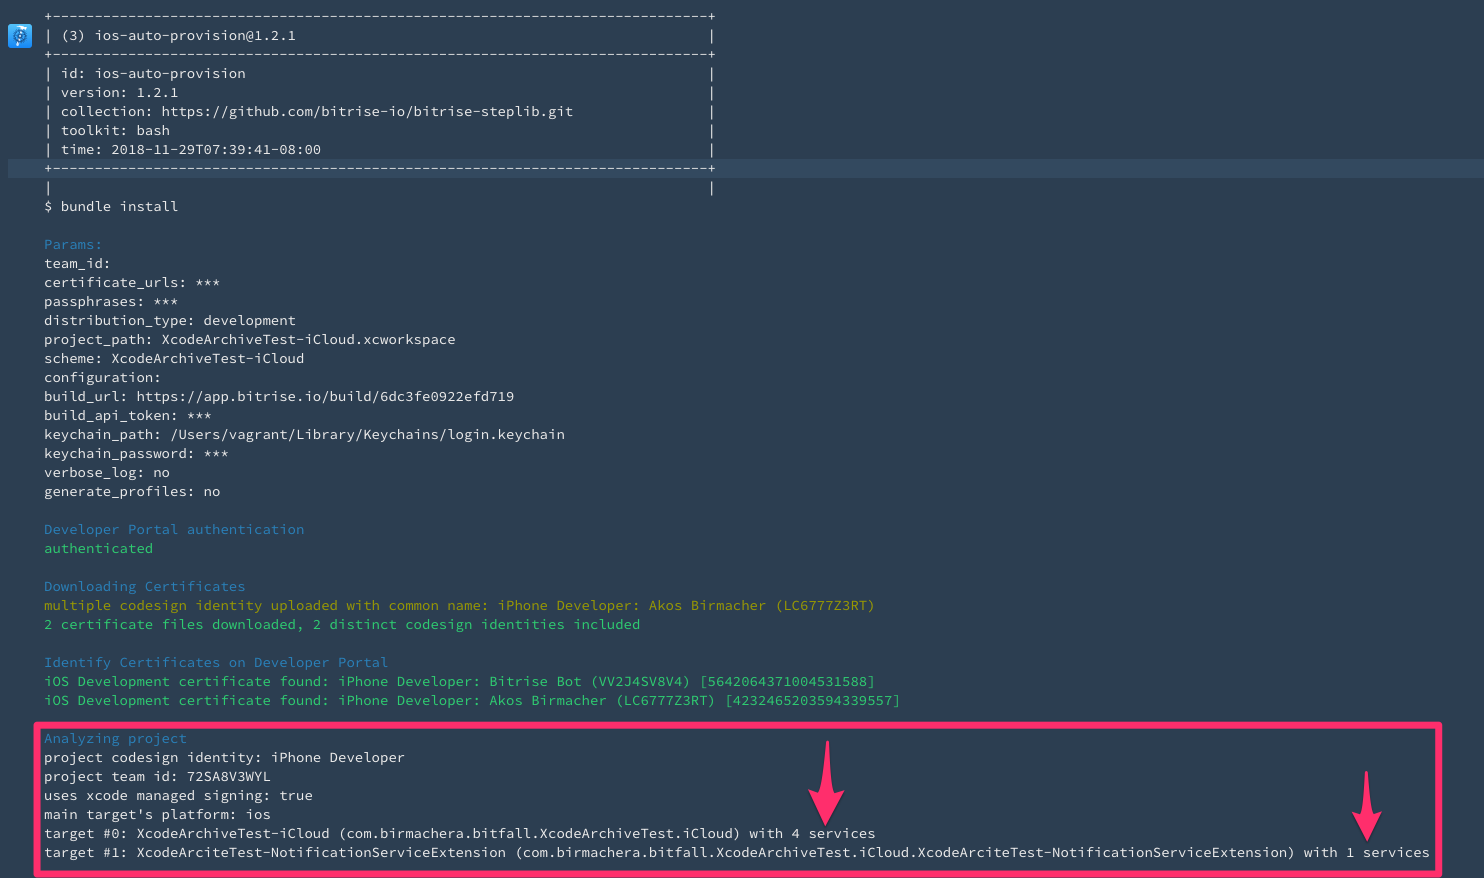 +------------------------------------------------------------------------------+
| (3) ios-auto-provision@1.2.1 |
+------------------------------------------------------------------------------+
| id: ios-auto-provision |
| version: 1.2.1 |
| collection: https://github.com/bitrise-io/bitrise-steplib.git |
| toolkit: bash |
| time: 2018-11-29T07:39:41-08:00 |
+------------------------------------------------------------------------------+
| |
$ bundle install
Params:
team_id:
certificate_urls: ***
passphrases: ***
distribution_type: development
project_path: XcodeArchiveTest-iCloud.xcworkspace
scheme: XcodeArchiveTest-iCloud
configuration:
build_url: https://app.bitrise.io/build/6dc3fe0922efd719
build_api_token: ***
keychain_path: /Users/vagrant/Library/Keychains/login.keychain
keychain_password: ***
verbose_log: no
generate_profiles: no
Developer Portal authentication
authenticated
Downloading Certificates
multiple codesign identity uploaded with common name: iPhone Developer: Akos Birmacher (LC6777Z3RT)
2 certificate files downloaded, 2 distinct codesign identities included
Identify Certificates on Developer Portal
iOS Development certificate found: iPhone Developer: Bitrise Bot (VV2J4SV8V4) [5642064371004531588]
iOS Development certificate found: iPhone Developer: Akos Birmacher (LC6777Z3RT) [4232465203594339557]
Analyzing project
project codesign identity: iPhone Developer
project team id: 72SA8V3WYL
uses xcode managed signing: true
main target's platform: ios
target #0: XcodeArchiveTest-iCloud (com.birmachera.bitfall.XcodeArchiveTest.iCloud) with 4 services
target #1: XcodeArciteTest-NotificationServiceExtension (com.birmachera.bitfall.XcodeArchiveTest.iCloud.XcodeArciteTest-NotificationServiceExtension) with 1 services